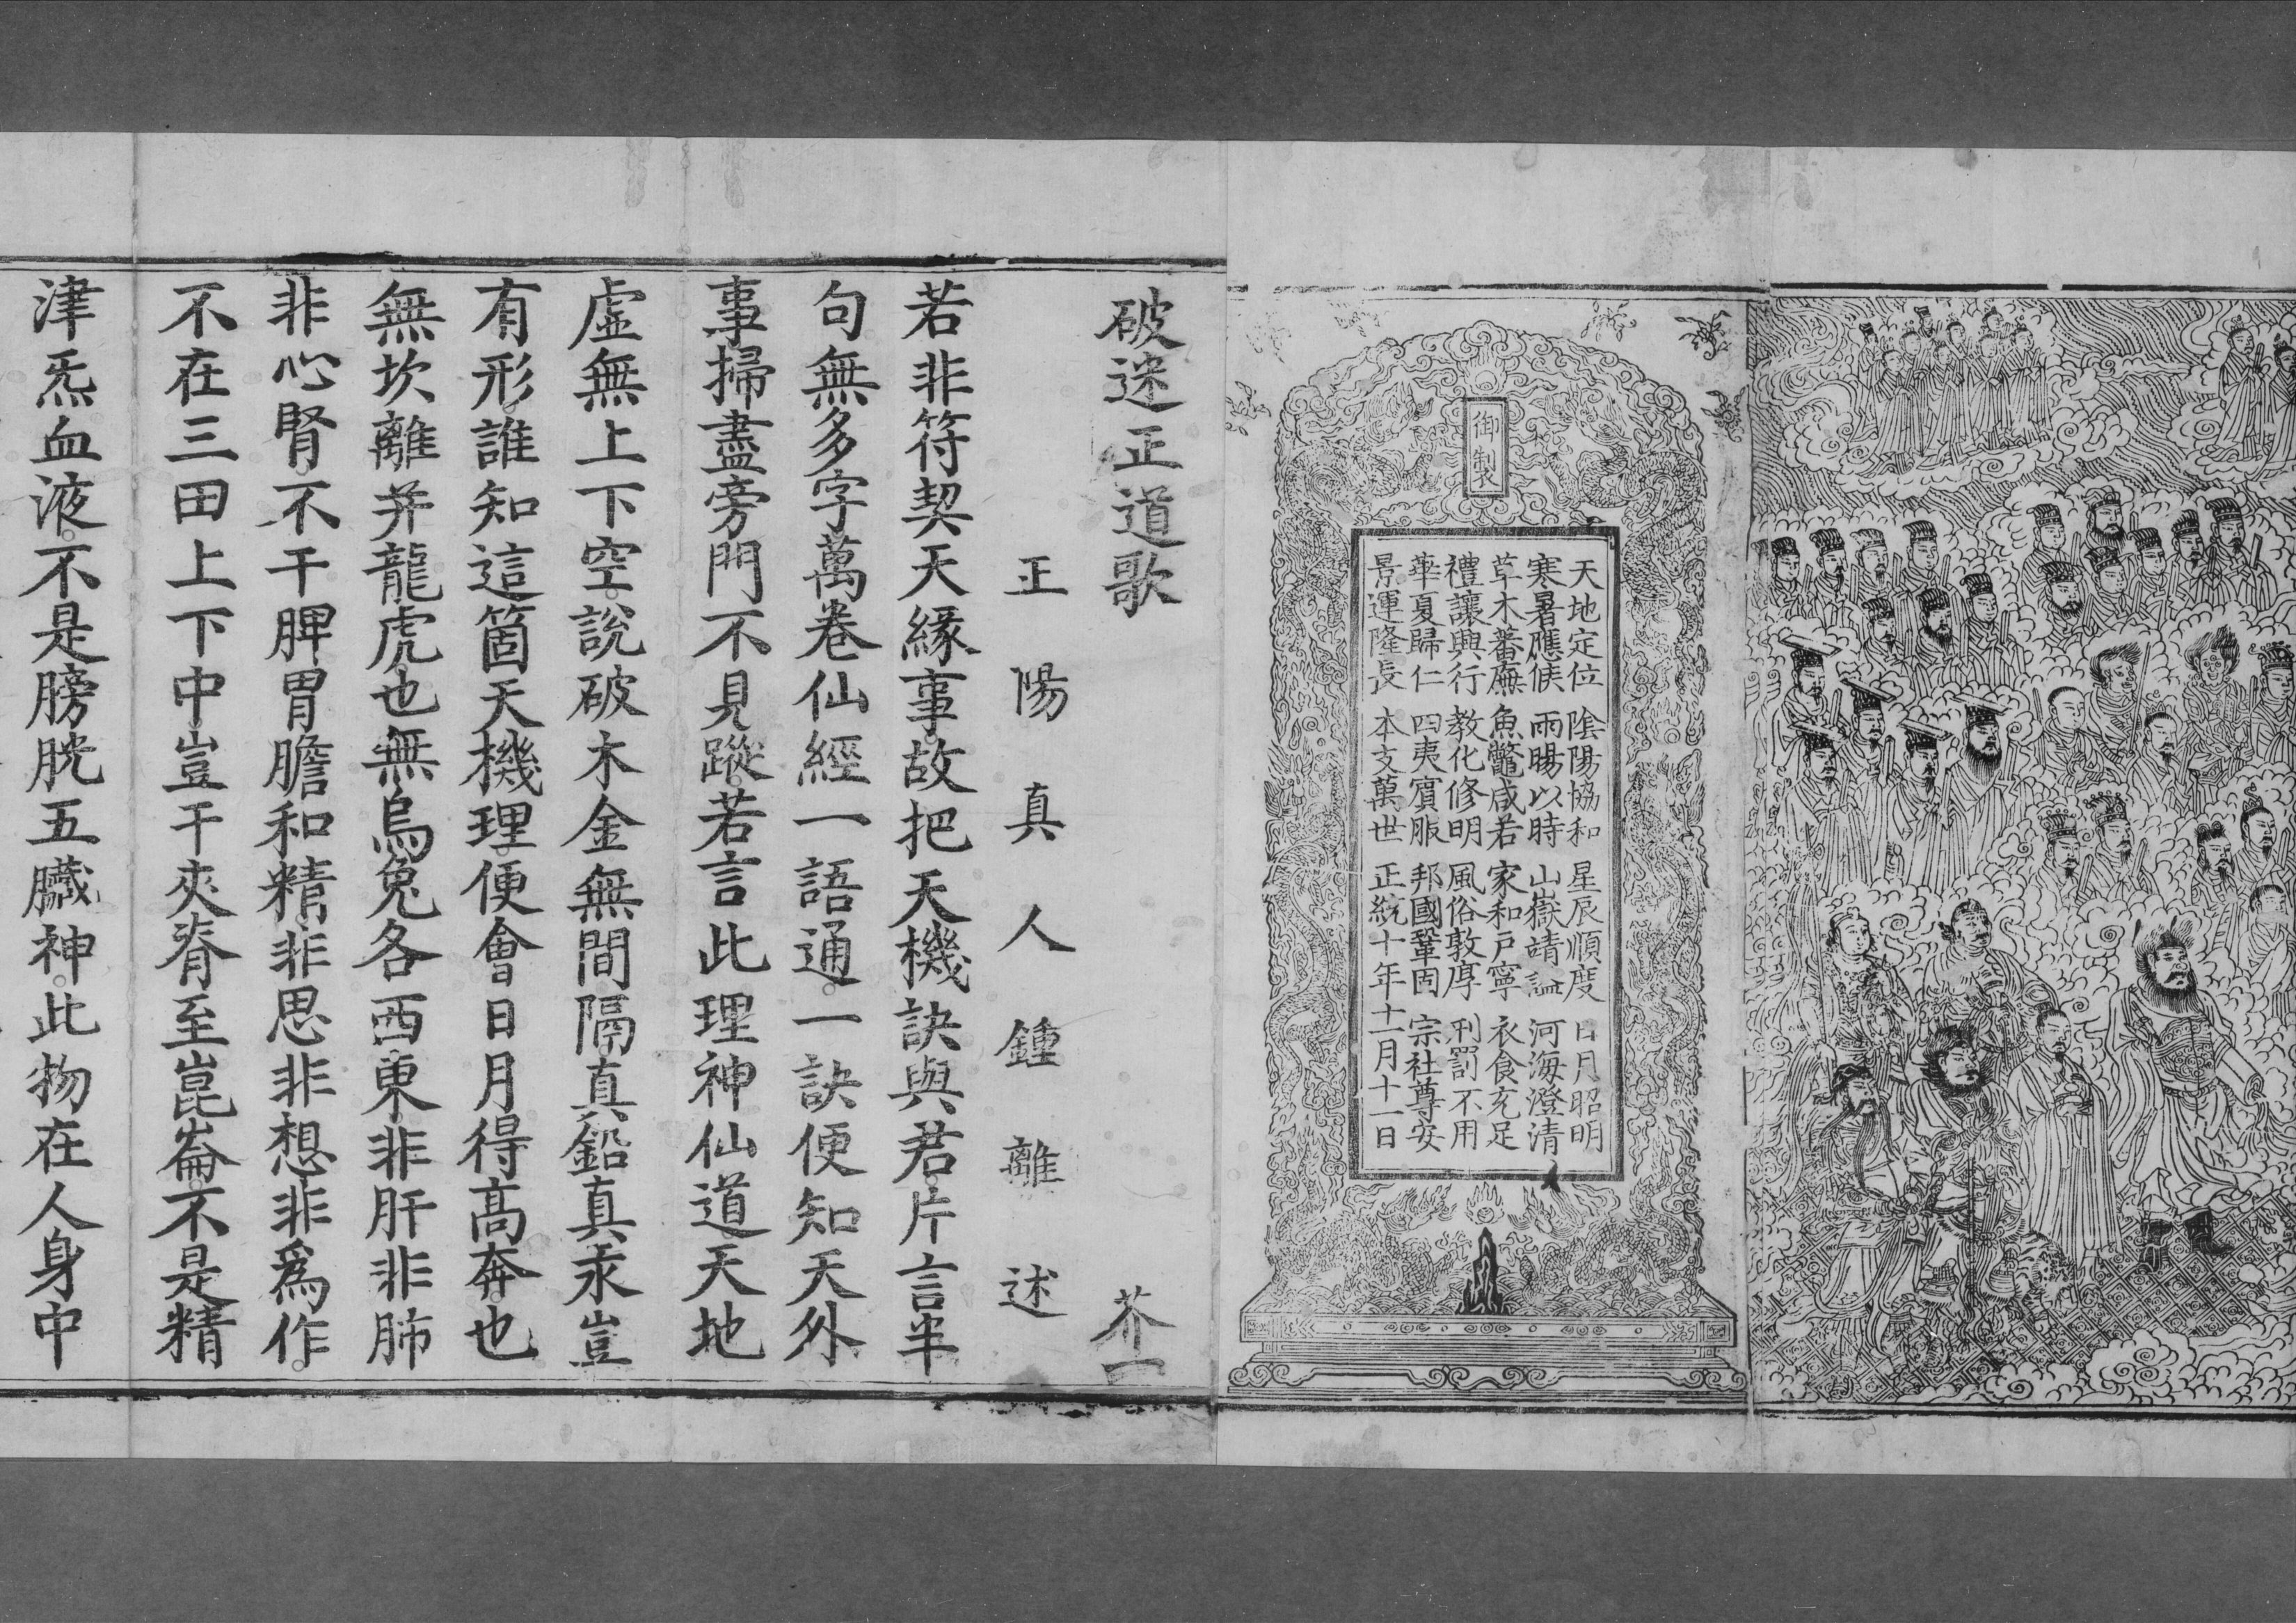 御製
天地定位 陰陽協和 星辰順度 日月昭明
寒暑應候 雨暘以時 山嶽靖謐 河海澄清
草木蕃廡 魚鼈咸若 家和戶寧 衣食充足
禮讓興行 教化修明 風俗敦厚 刑罰不用
華夏歸仁 四夷賓服 邦國鞏固 宗社尊安
景運隆長 本支萬世 正統十年十一月十一日
破迷正道歌 芥一
正陽真人鍾離述
若非符契天緣事。故把天機訣與君。片言半
句無多字。萬卷仙經一語通。一訣便知天外
事。掃盡旁門不見蹤。若言此理神仙道。天地
虛無上下空。說破木金無間隔。真鉛真汞豈
有形。誰知這箇天機理。便會日月得高奔。也
無坎離并龍虎。也無烏兔各西東。非肝非肺
非心腎。不干脾胃膽和精。非思非想非爲作。
不在三田上下中。豈干夾脊至崑崙。不是精
津炁血液。不是膀胱五臟神。此物在人身中